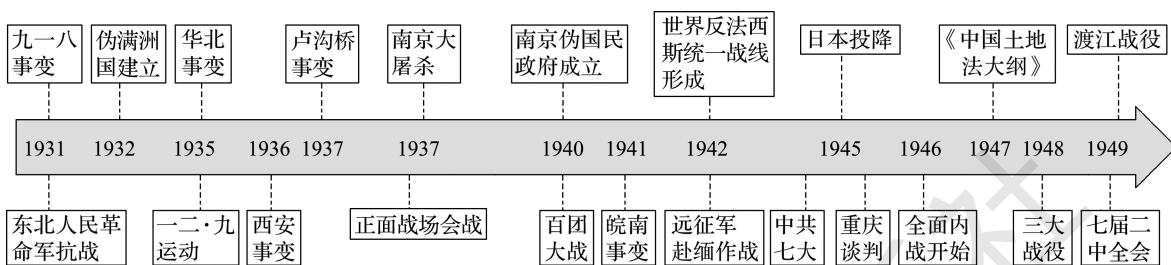 九一八
事变
伪满洲
国建立
华北
事变
卢沟桥
事变
南京大
屠杀
南京伪国民
政府成立
世界反法西
斯统一战线
形成
日本投降
《中国土地
法大纲》
渡江战役
1931
1932
1935
1936
1937
1937
1940
1941
1942
1945
1946
1947
1948
1949
东北人民革
命军抗战
一二·九
运动
西安
事变
正面战场会战
百团
大战
皖南
事变
远征军
赴缅作战
中共
七大
重庆
谈判
全面内
战开始
三大
战役
七届二
中全会
社